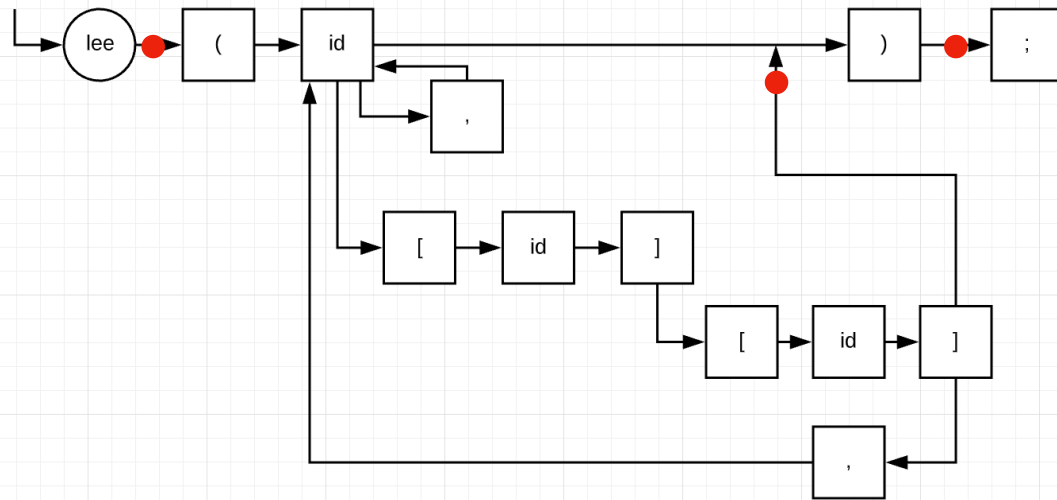 lee ( id ) ;
,
[ id ]
[ id ]
,